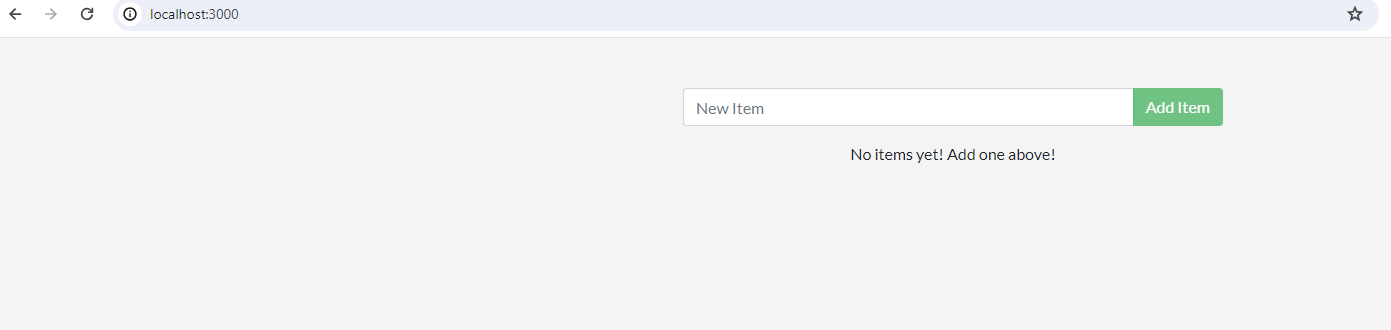 localhost:3000
New Item
Add Item
No items yet! Add one above!